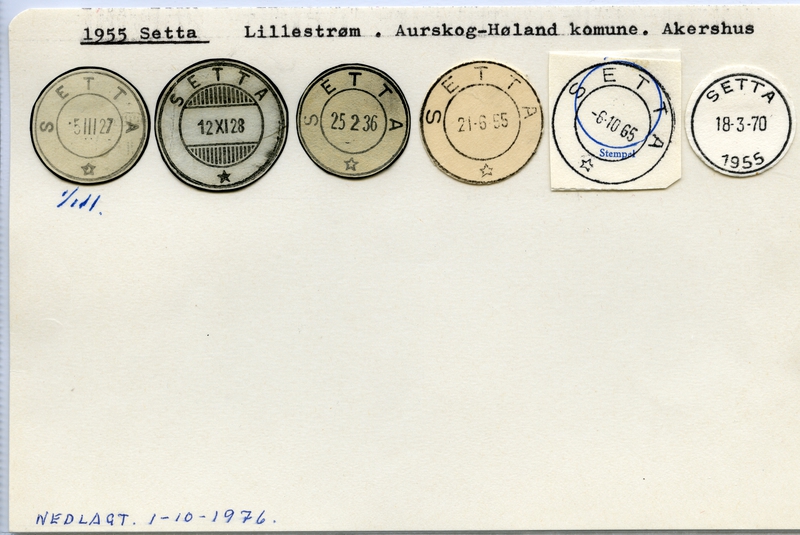 1955 Setta Lillestrøm . Aurskog-Høland komune. Akershus
SETTA
5 III 27
SETTA
12 XI 28
SETTA
25 2 36
SETTA
21-6 55
SETTA
-6-10 65
Stempel
SETTA
18-3-70
1955
NEDLAGT. 1-10-1976.